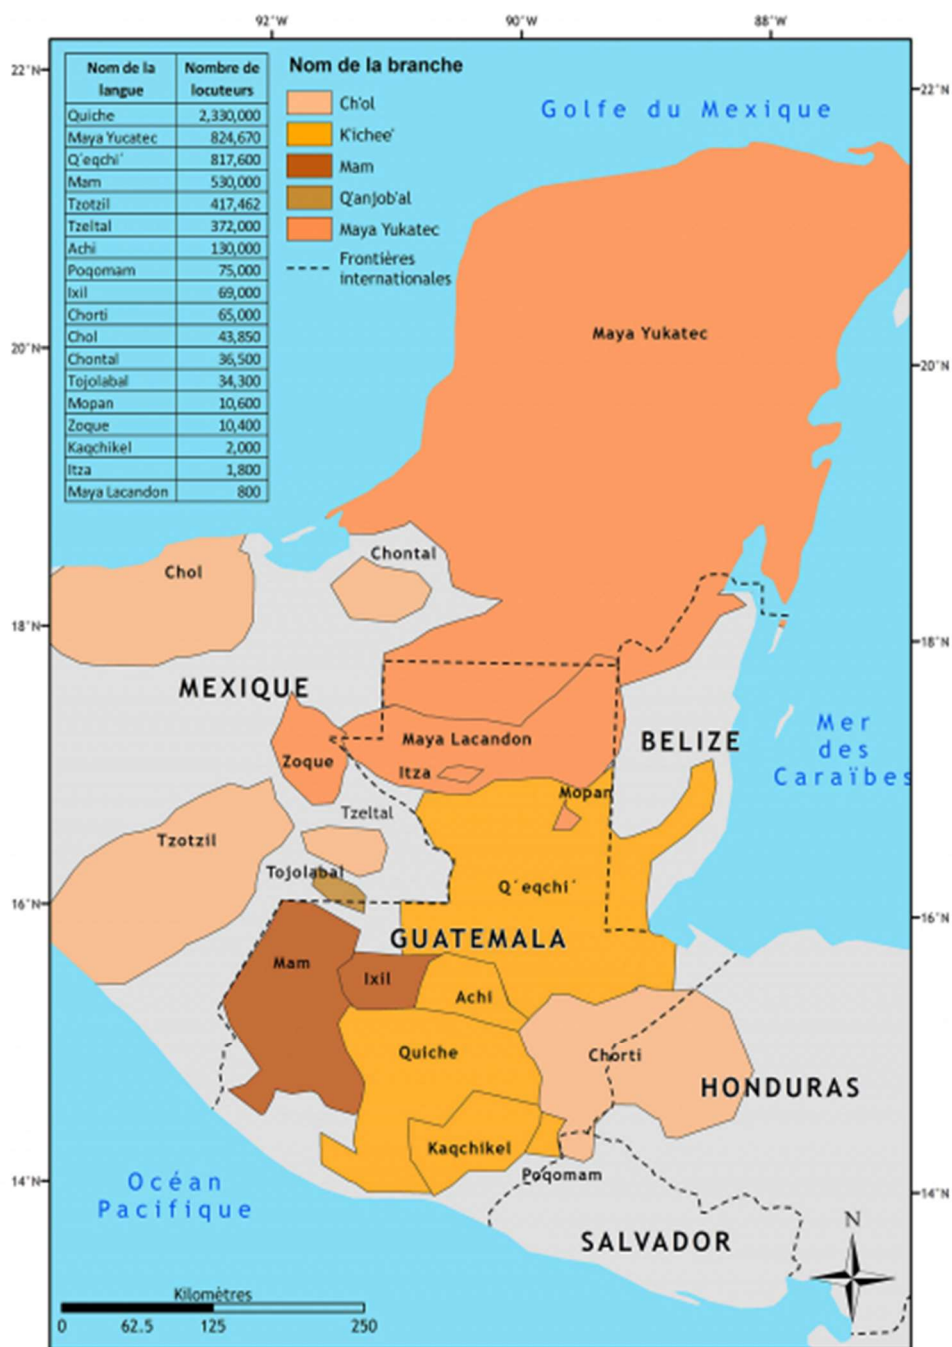 92°W 90°W 88°W
22°N
22°N
20°N
20°N
18°N
18°N
16°N
16°N
14°N
14°N
Nom de la langue Nombre de locuteurs
Quiche 2,330,000
Maya Yucatec 824,670
Q´eqchi´ 817,600
Mam 530,000
Tzotzil 417,462
Tzeltal 372,000
Achi 130,000
Poqomam 75,000
Ixil 69,000
Chorti 65,000
Chol 43,850
Chontal 36,500
Tojolabal 34,300
Mopan 10,600
Zoque 10,400
Kaqchikel 2,000
Itza 1,800
Maya Lacandon 800
Nom de la branche
Ch'ol
K'ichee'
Mam
Q'anjob'al
Maya Yukatec
Frontières
internationales
Golfe du Mexique
Maya Yukatec
Chontal
Chol
MEXIQUE
Maya Lacandon
BELIZE
Mer
des
Caraïbes
Zoque
Itza
Mopan
Tzeltal
Tzotzil
Tojolabal
Q´eqchi´
GUATEMALA
Mam
Ixil
Achi
Quiche
Chorti
HONDURAS
Kaqchikel
Poqomam
Océan
Pacifique
SALVADOR
N
Kilomètres
0 62.5 125 250